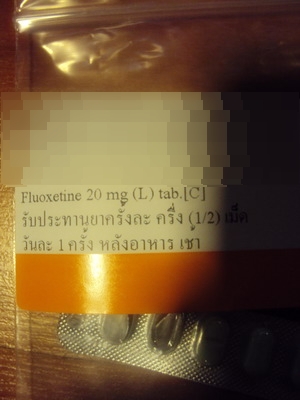 Fluoxetine 20 mg (L) tab.[C]
รับประทานยาครั้งละ ครึ่ง (1/2) เม็ด
วันละ 1 ครั้ง หลังอาหาร เช้า